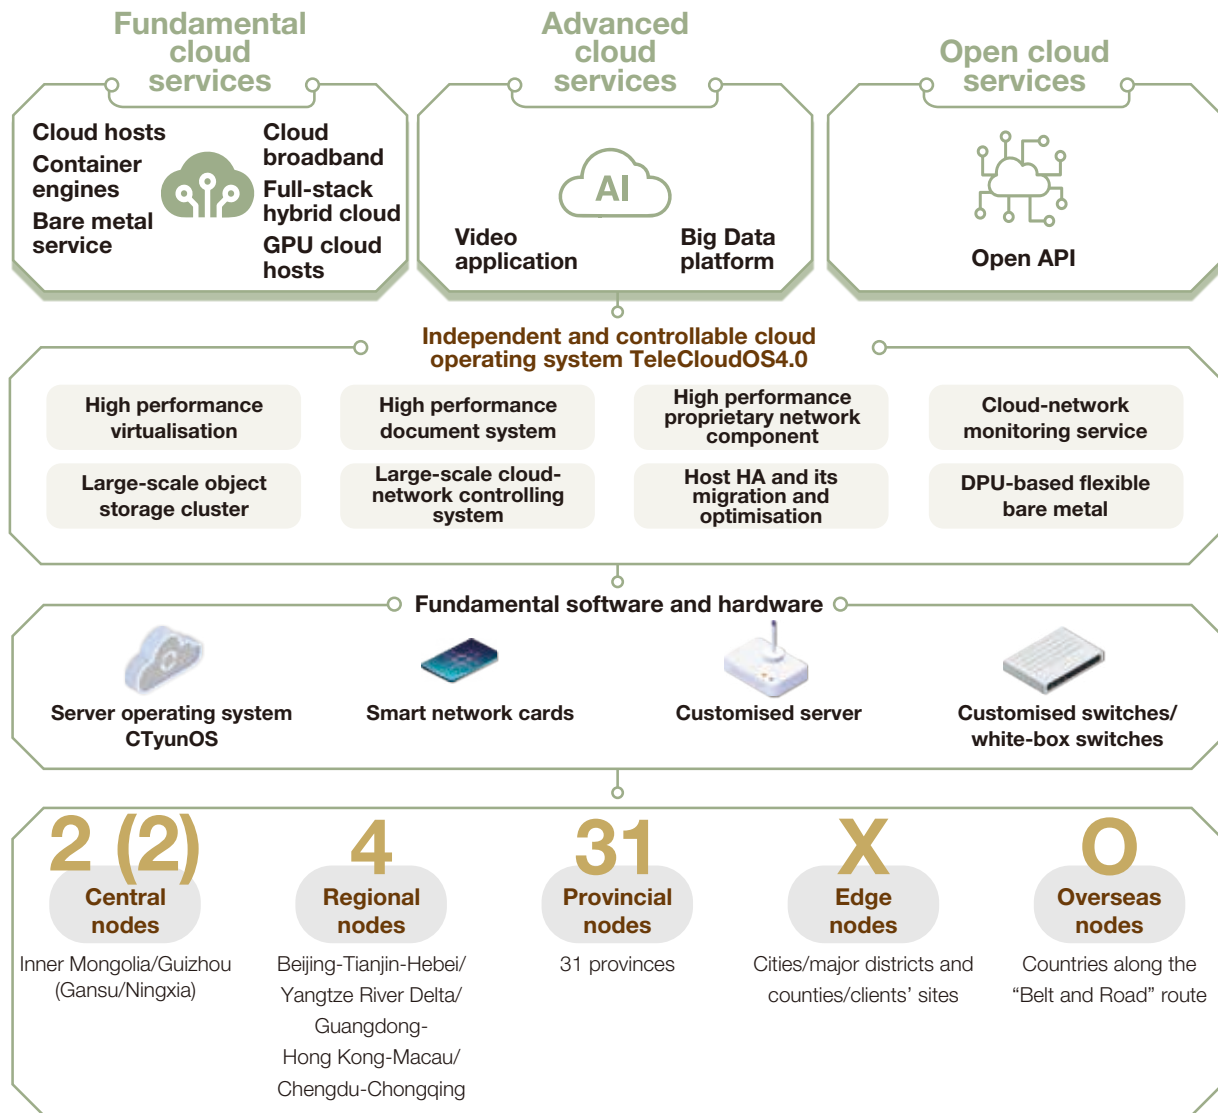 Fundamental
cloud
services
Cloud hosts
Container
engines
Bare metal
service
Cloud
broadband
Full-stack
hybrid cloud
GPU cloud
hosts
Advanced
cloud
services
AI
Video
application
Big Data
platform
Open cloud
services
Open API
Independent and controllable cloud
operating system TeleCloudOS4.0
High performance
virtualisation
High performance
document system
High performance
proprietary network
component
Cloud-network
monitoring service
Large-scale object
storage cluster
Large-scale cloud-
network controlling
system
Host HA and its
migration and
optimisation
DPU-based flexible
bare metal
Fundamental software and hardware
Server operating system
CTyunOS
Smart network cards
Customised server
Customised switches/
white-box switches
2 (2)
Central
nodes
Inner Mongolia/Guizhou
(Gansu/Ningxia)
4
Regional
nodes
Beijing-Tianjin-Hebei/
Yangtze River Delta/
Guangdong-
Hong Kong-Macau/
Chengdu-Chongqing
31
Provincial
nodes
31 provinces
X
Edge
nodes
Cities/major districts and
counties/clients’ sites
O
Overseas
nodes
Countries along the
“Belt and Road” route